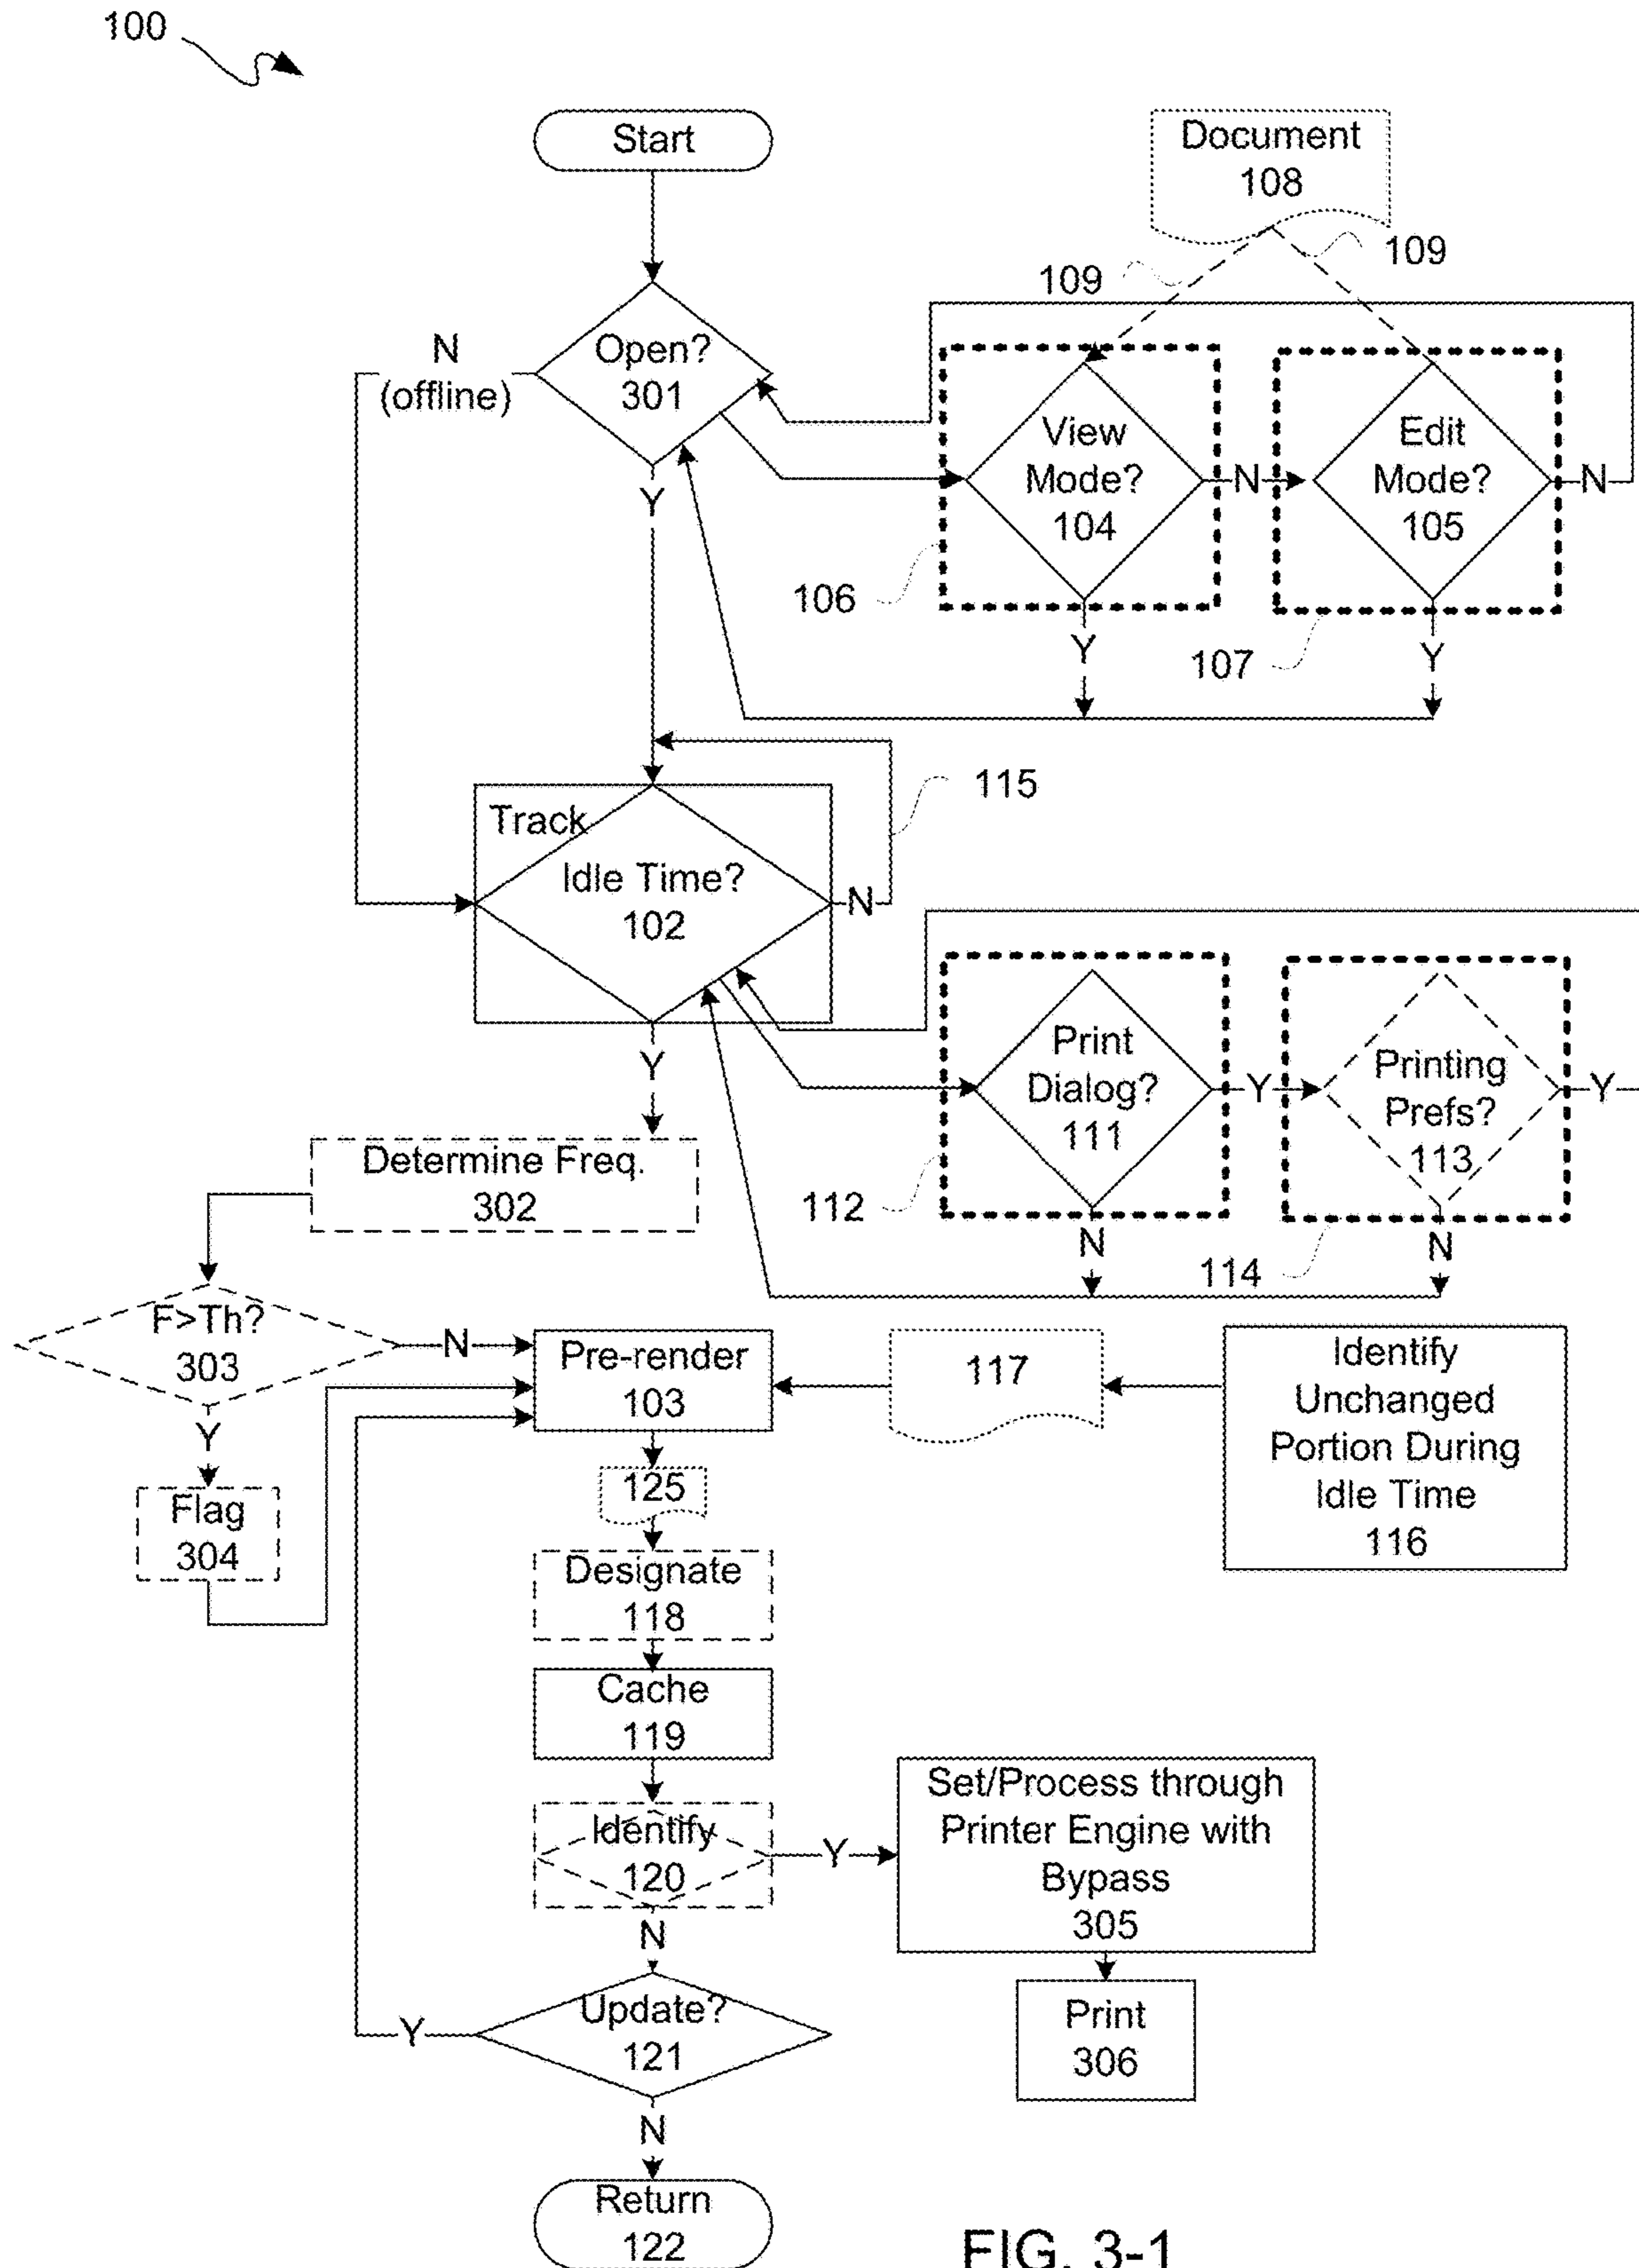 100
Start
Document
108
109
109
Open?
301
N
(offline)
Y
View
Mode?
104
N
Edit
Mode?
105
N
106
107
Y
Y
115
Track
Idle Time?
102
N
Y
Print
Dialog?
111
Y
Printing
Prefs?
113
Y
112
114
N
N
Determine Freq.
302
F>Th?
303
N
Y
Flag
304
Pre-render
103
117
Identify
Unchanged
Portion During
Idle Time
116
125
Designate
118
Cache
119
Identify
120
Y
Set/Process through
Printer Engine with
Bypass
305
N
Update?
121
Y
Print
306
N
Return
122
FIG. 3-1